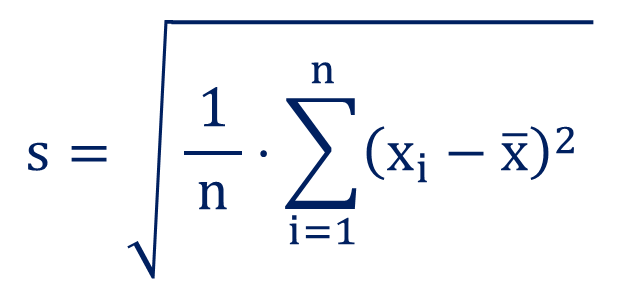 s = √(1/n · ∑_{i=1}^{n} (x_i − x̄)²)